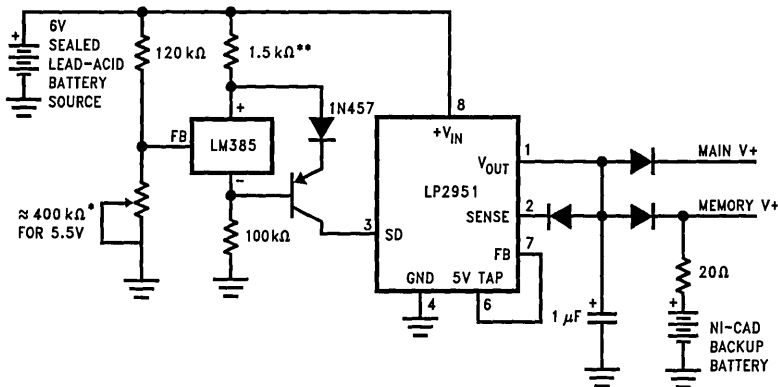 6V
SEALED
LEAD-ACID
BATTERY
SOURCE
120 kΩ
1.5 kΩ**
1N457
FB
+
LM385
-
≈ 400 kΩ*
FOR 5.5V
100kΩ
3
SD
8
+VIN
VOUT
1
LP2951
SENSE
2
FB
7
GND
5V TAP
4
6
MAIN V+
MEMORY V+
20Ω
+
1 μF
+
NI-CAD
BACKUP
BATTERY
+